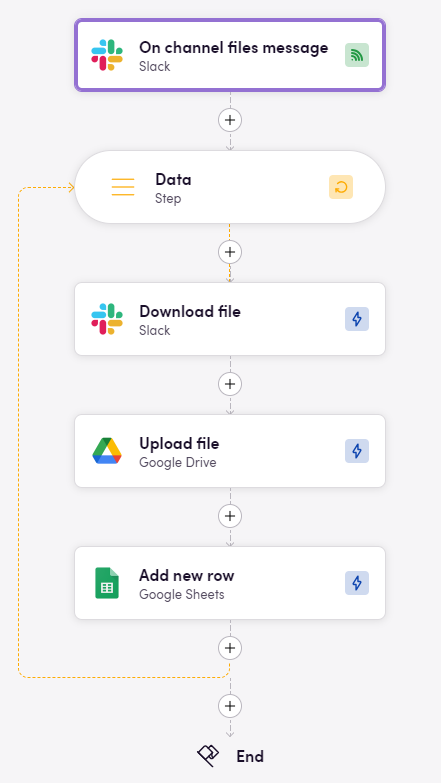 On channel files message
Slack
Data
Step
Download file
Slack
Upload file
Google Drive
Add new row
Google Sheets
End